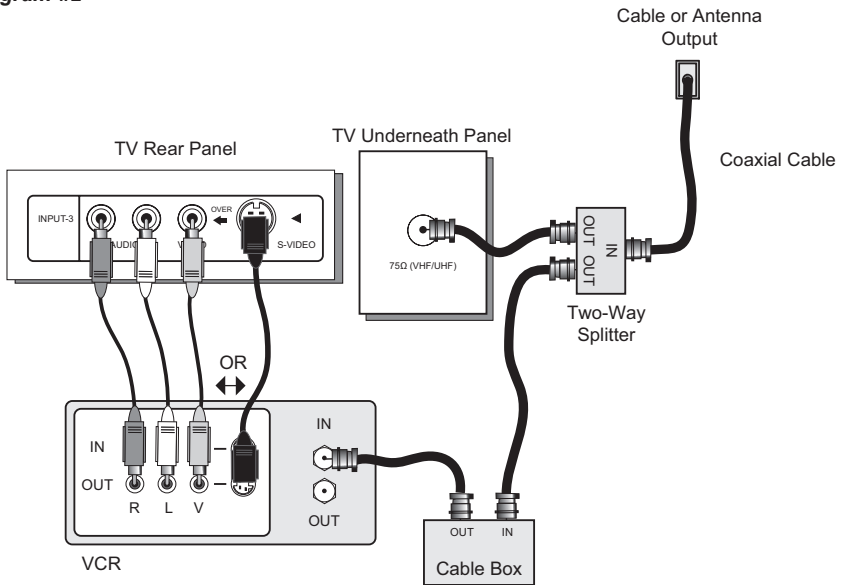 Cable or Antenna
Output
TV Rear Panel
TV Underneath Panel
Coaxial Cable
INPUT-3
OVER
S-VIDEO
75Ω (VHF/UHF)
OUT
OUT
IN
Two-Way
Splitter
OR
IN
OUT
R L V
IN
OUT
OUT IN
Cable Box
VCR